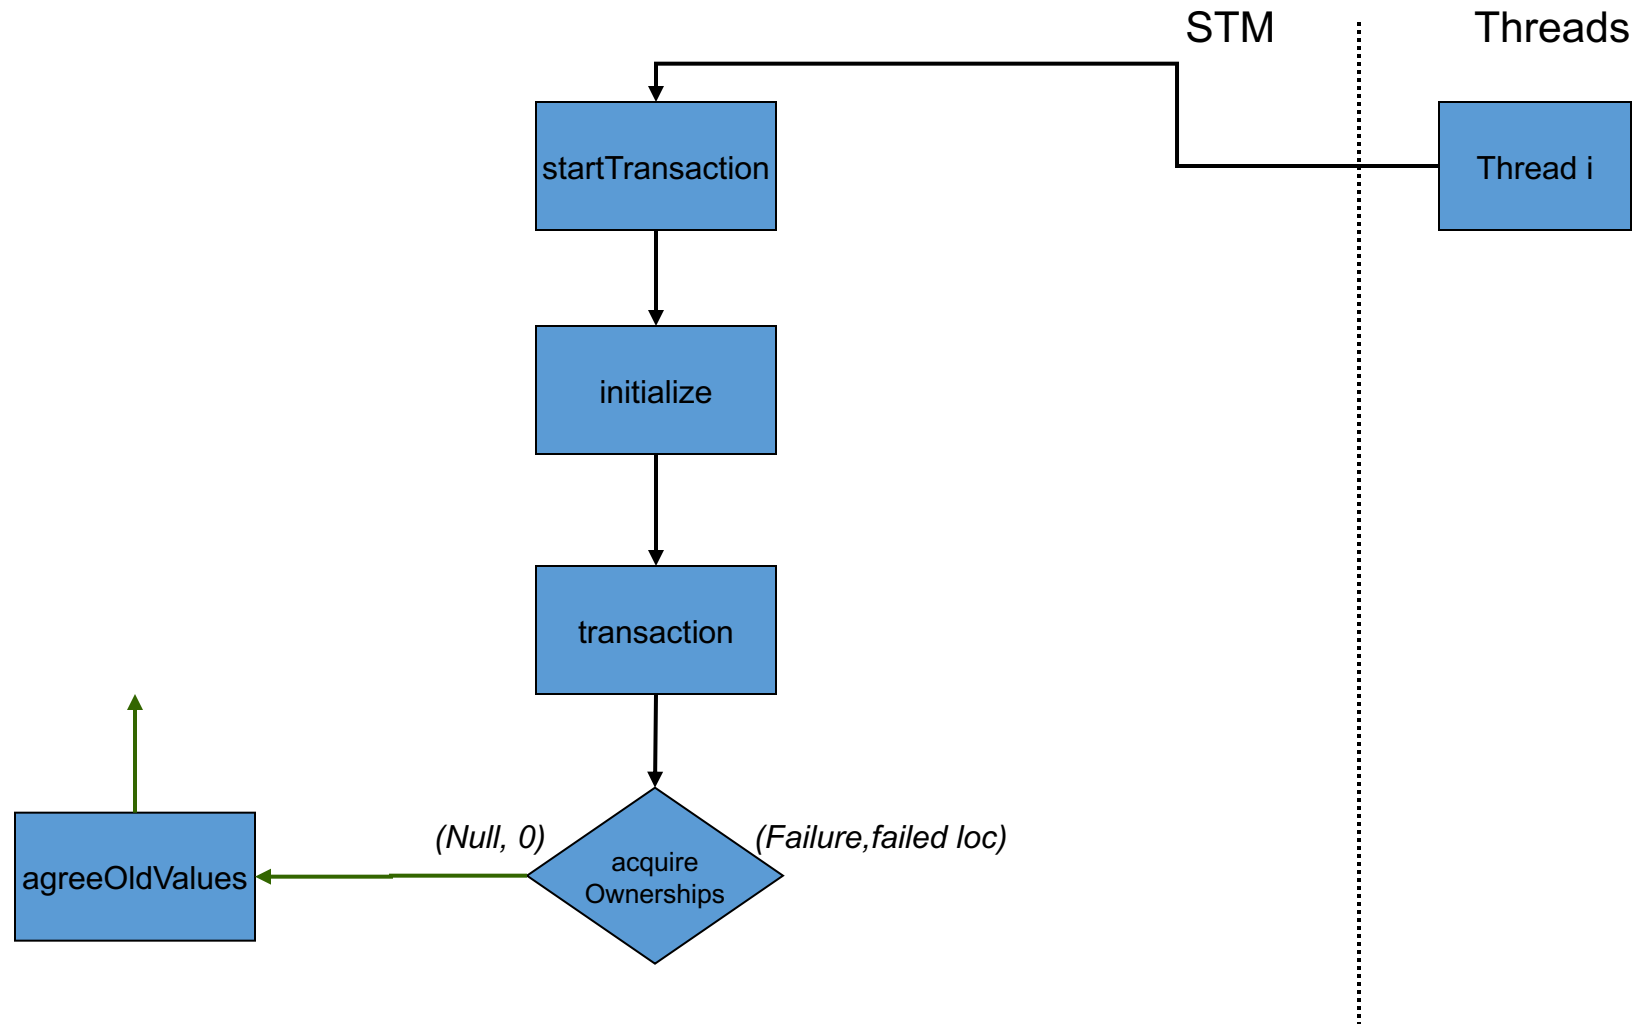 STM
Threads
startTransaction
Thread i
initialize
transaction
(Null, 0)
(Failure,failed loc)
acquire
Ownerships
agreeOldValues